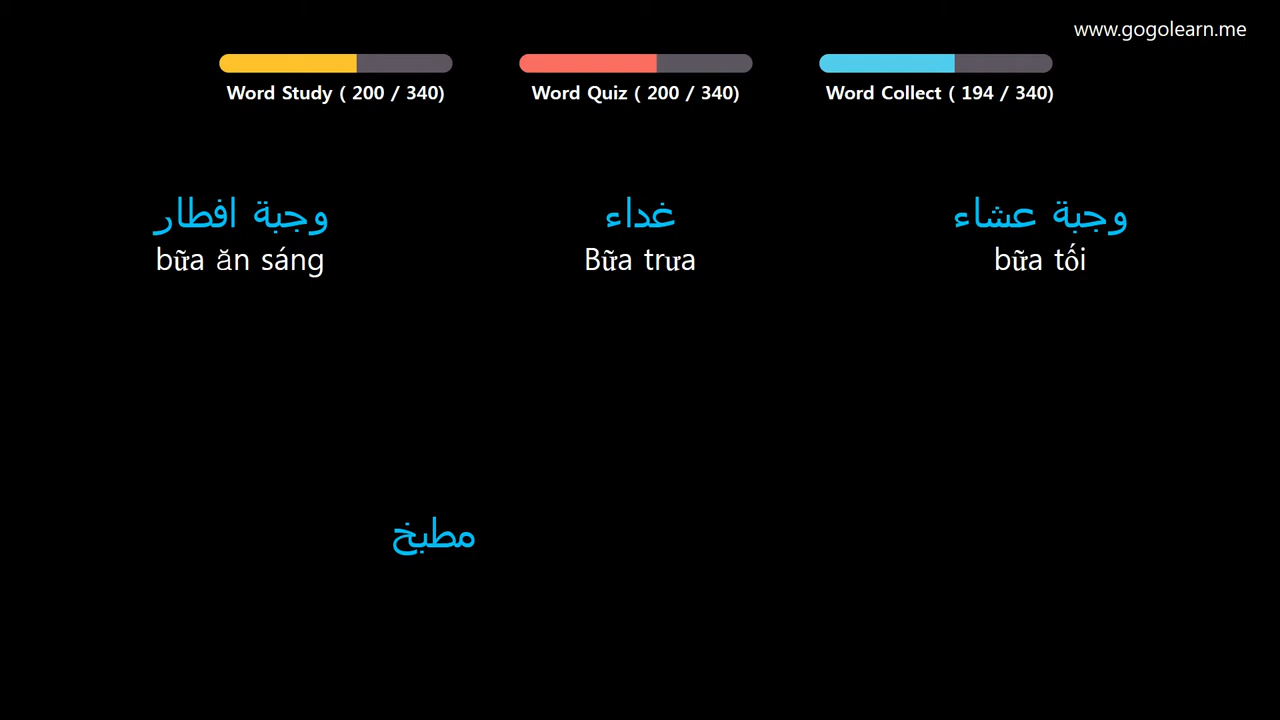 www.gogolearn.me
Word Study ( 200 / 340)
Word Quiz ( 200 / 340)
Word Collect ( 194 / 340)
وجبة افطار
bữa ăn sáng
غداء
Bữa trưa
وجبة عشاء
bữa tối
مطبخ